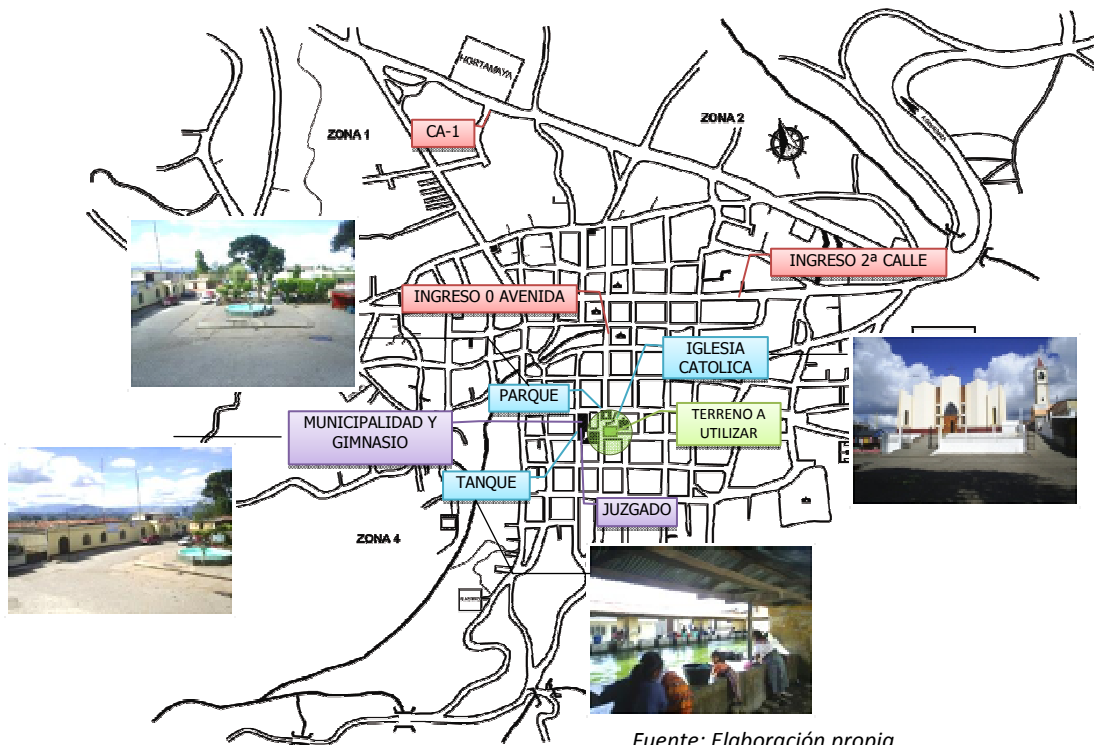 HORTAMAYA
ZONA 1
ZONA 2
CA-1
INGRESO 2ª CALLE
INGRESO 0 AVENIDA
IGLESIA
CATOLICA
PARQUE
MUNICIPALIDAD Y
GIMNASIO
TERRENO A
UTILIZAR
TANQUE
JUZGADO
ZONA 4
Fuente: Elaboración propia